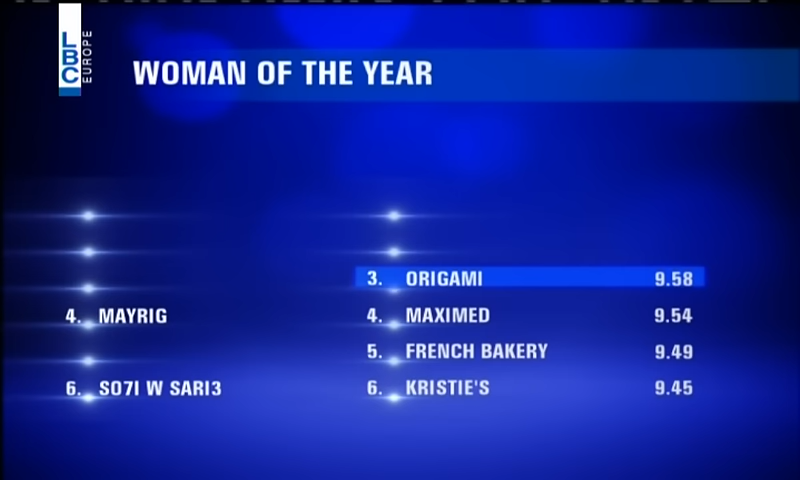 LBC EUROPE
WOMAN OF THE YEAR
3. ORIGAMI 9.58
4. MAYRIG
4. MAXIMED 9.54
5. FRENCH BAKERY 9.49
6. SO7I W SARI3
6. KRISTIE'S 9.45